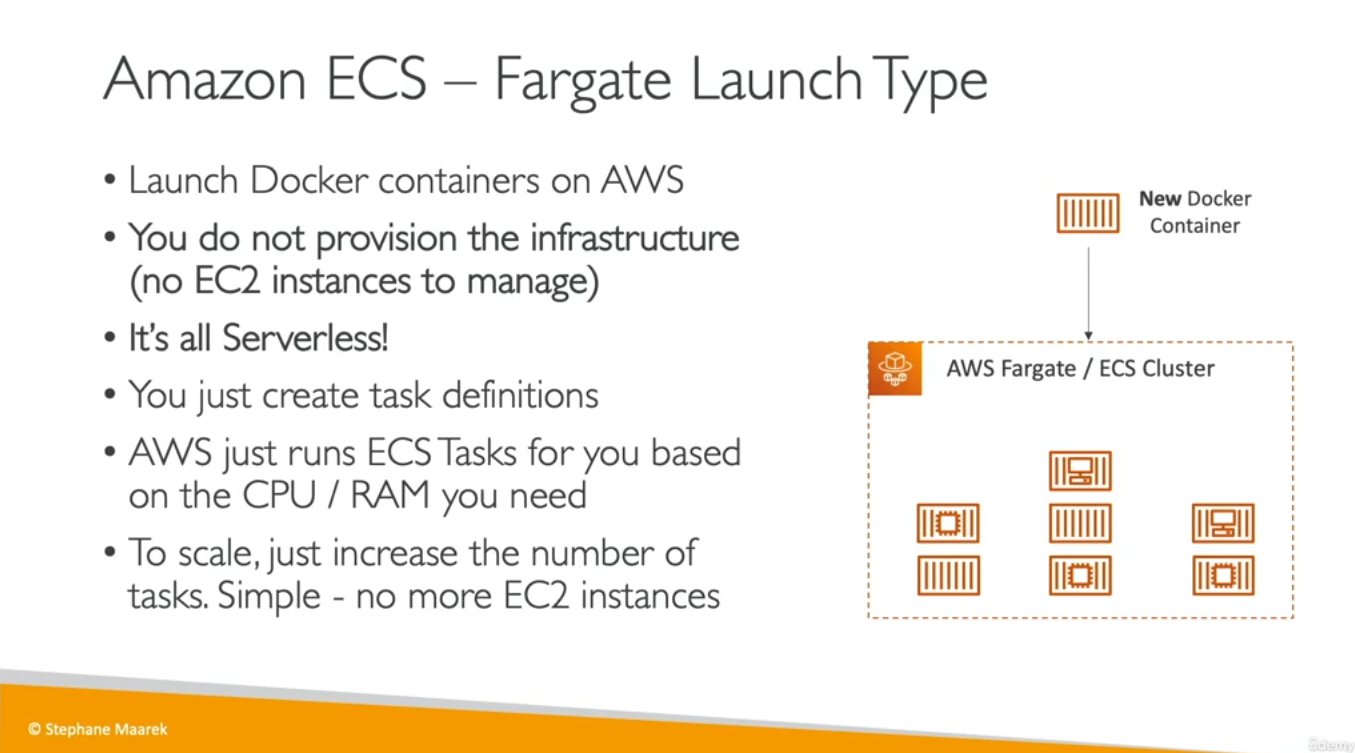 Amazon ECS – Fargate Launch Type
• Launch Docker containers on AWS
• You do not provision the infrastructure
(no EC2 instances to manage)
• It's all Serverless!
• You just create task definitions
• AWS just runs ECS Tasks for you based
on the CPU / RAM you need
• To scale, just increase the number of
tasks. Simple - no more EC2 instances
New Docker
Container
AWS Fargate / ECS Cluster
© Stephane Maarek
ûdemy